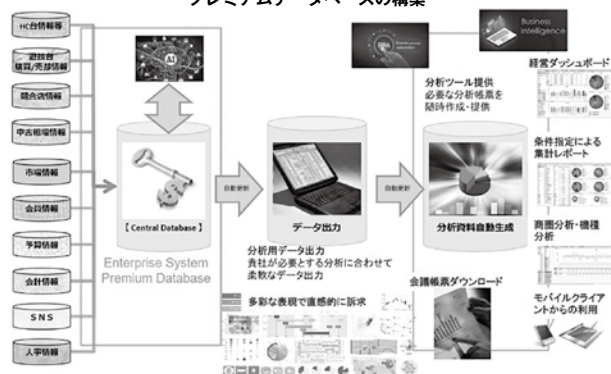 プレミアムデータベースの構築
HC台情報等
遊技台
購買/売却情報
競合店情報
中古相場情報
市場情報
会員情報
予算情報
会計情報
SNS
人事情報
AI
【 Central Database 】
Enterprise System
Premium Database
自動更新
データ出力
分析用データ出力
貴社が必要とする分析に合わせて
柔軟なデータ出力
多彩な表現で直感的に訴求
自動更新
Business
Intelligence
分析ツール提供
必要な分析帳票を
随時作成・提供
分析資料自動生成
会議帳票ダウンロード
経営ダッシュボード
条件指定による
集計レポート
商圏分析・機種
分析
モバイルクライア
ントからの利用